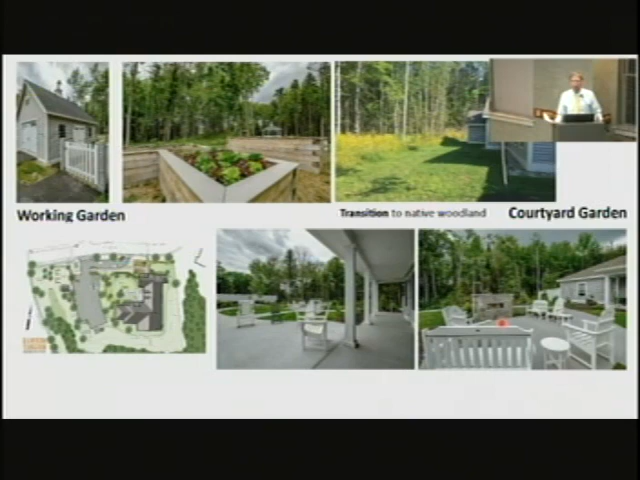 Working Garden
Transition to native woodland
Courtyard Garden